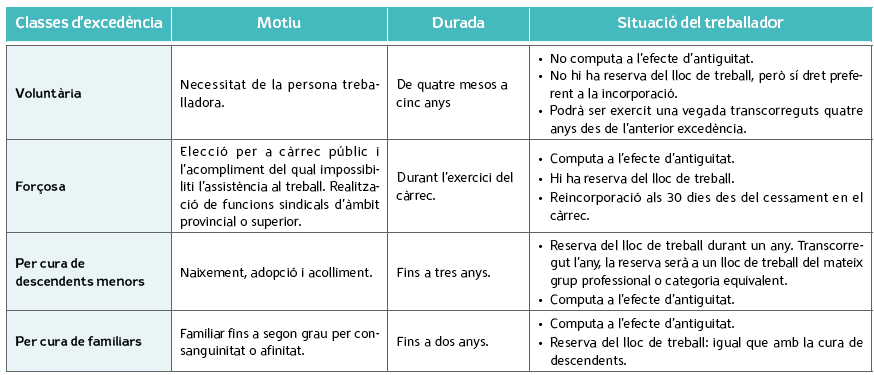 Classes d'excedència
Motiu
Durada
Situació del treballador
Voluntària
Necessitat de la persona treba-
lladora.
De quatre mesos a
cinc anys
• No computa a l'efecte d'antiguitat.
• No hi ha reserva del lloc de treball, però sí dret prefe-
rent a la incorporació.
• Podrà ser exercit una vegada transcorreguts quatre
anys des de l'anterior excedència.
Forçosa
Elecció per a càrrec públic i
l'acompliment del qual impossibi-
liti l'assistència al treball. Realitza-
ció de funcions sindicals d'àmbit
provincial o superior.
Durant l'exercici del
càrrec.
• Computa a l'efecte d'antiguitat.
• Hi ha reserva del lloc de treball.
• Reincorporació als 30 dies des del cessament en el
càrrec.
Per cura de
descendents menors
Naixement, adopció i acolliment.
Fins a tres anys.
• Reserva del lloc de treball durant un any. Transcorre-
gut l'any, la reserva serà a un lloc de treball del mateix
grup professional o categoria equivalent.
• Computa a l'efecte d'antiguitat.
Per cura de familiars
Familiar fins a segon grau per con-
sanguinitat o afinitat.
Fins a dos anys.
• Computa a l'efecte d'antiguitat.
• Reserva del lloc de treball: igual que amb la cura de
descendents.